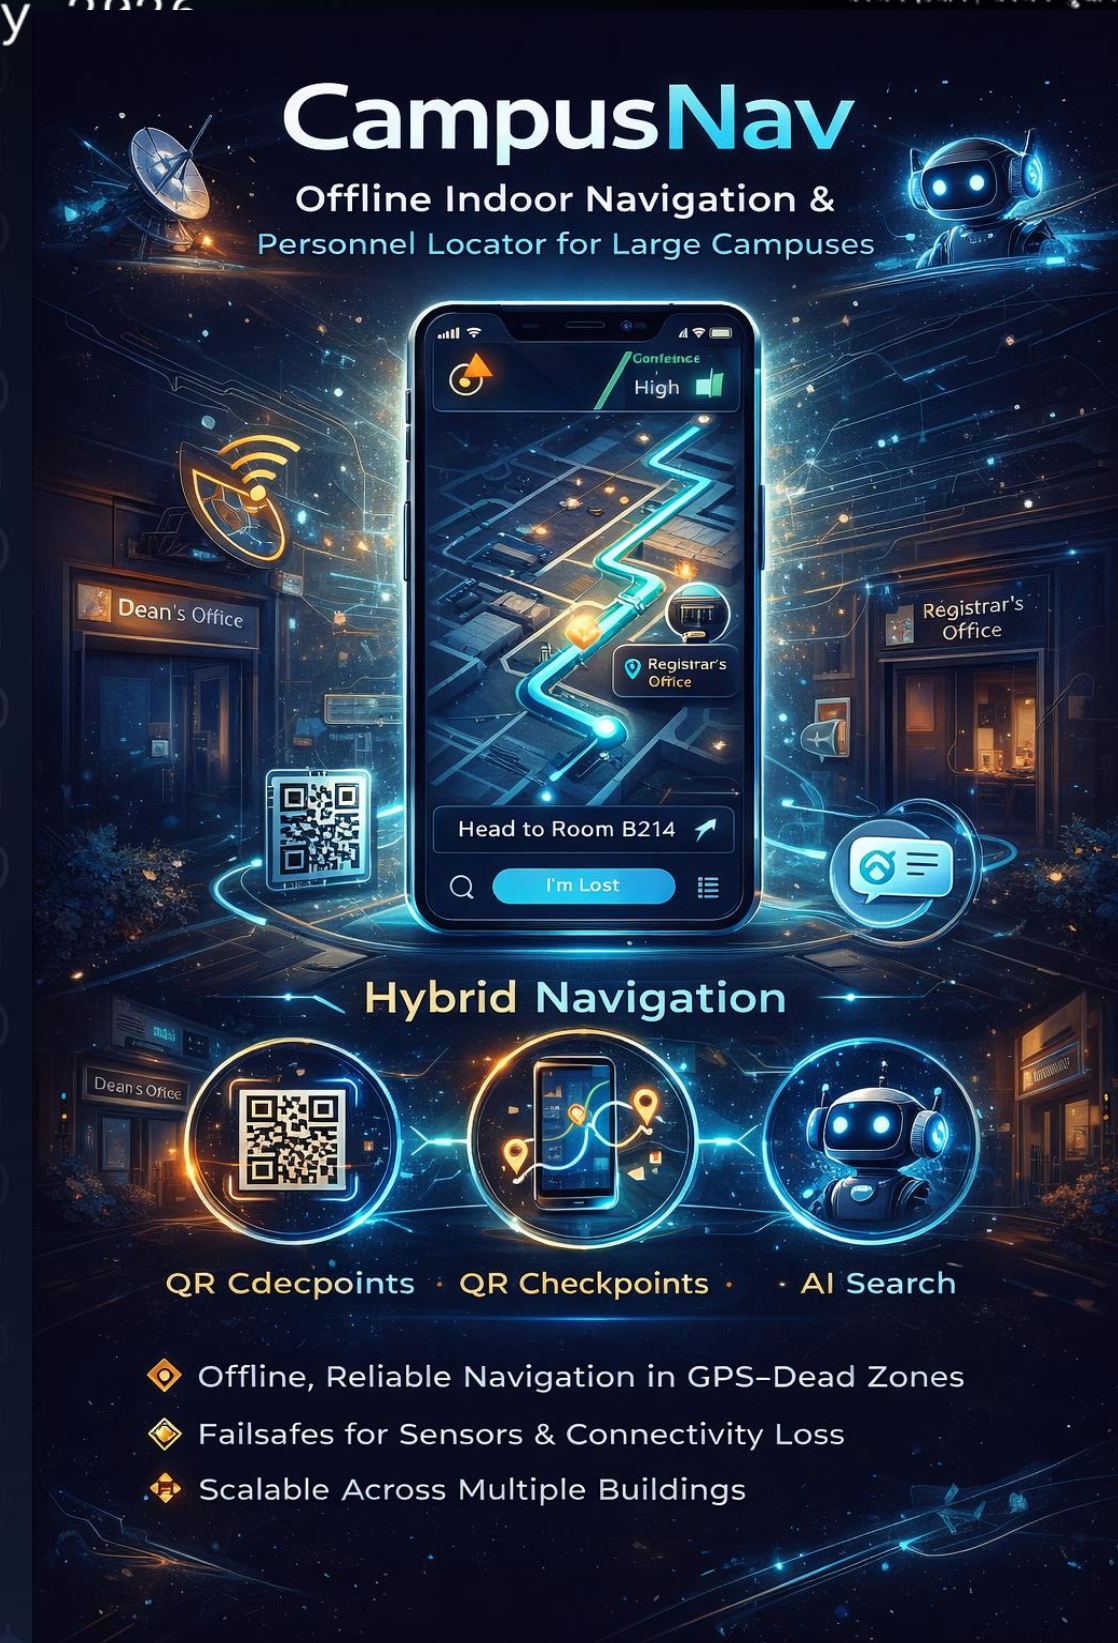 CampusNav
Offline Indoor Navigation &
Personnel Locator for Large Campuses
Confeince
High
Dean's Office
Registrar's
Office
Registrar's
Office
Head to Room B214
I'm Lost
Hybrid Navigation
Dean's Ofice
QR Cdecpoints · QR Checkpoints · · AI Search
Offline, Reliable Navigation in GPS-Dead Zones
Failsafes for Sensors & Connectivity Loss
Scalable Across Multiple Buildings